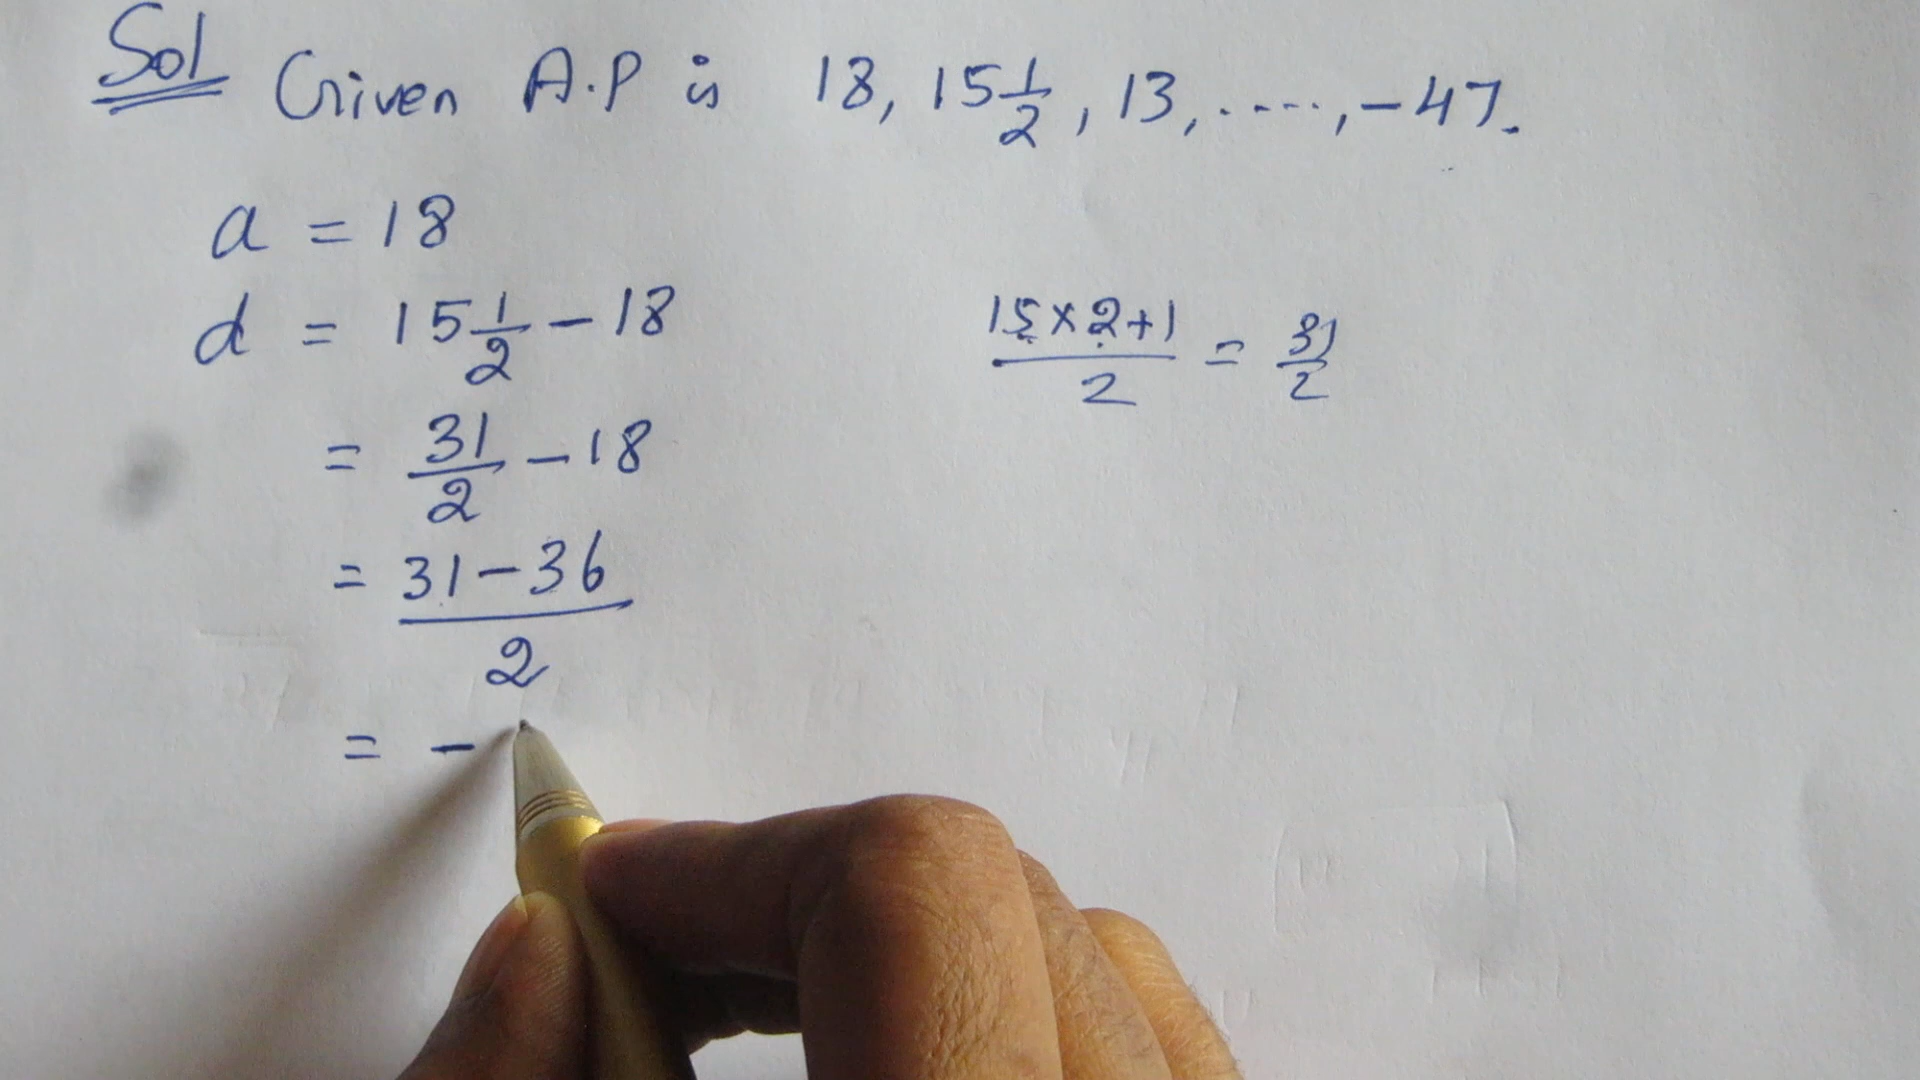 Sol Given A.P is 18, 15 1/2, 13, ....., -47.
a = 18
d = 15 1/2 - 18
= 31/2 - 18
= 31-36/2
= -
15×2+1/2 = 31/2